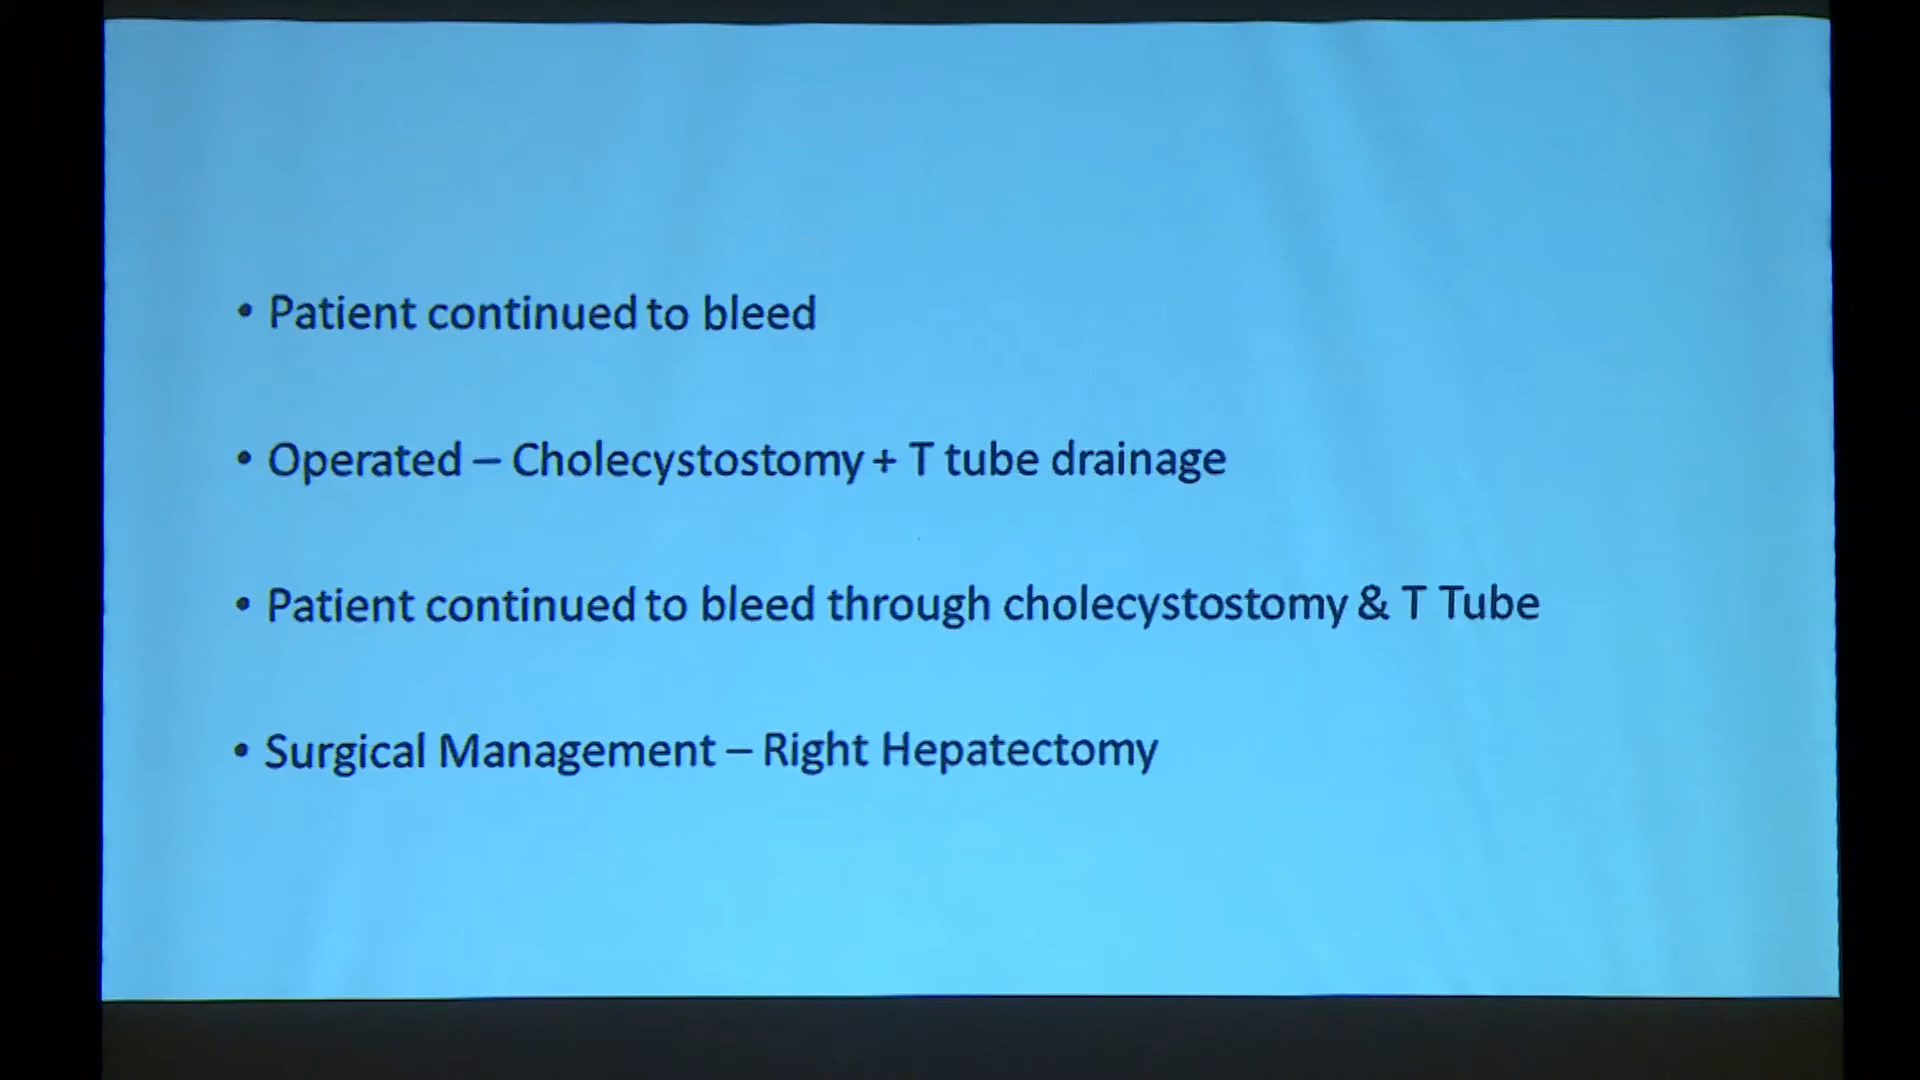 • Patient continued to bleed
• Operated – Cholecystostomy + T tube drainage
• Patient continued to bleed through cholecystostomy & T Tube
• Surgical Management – Right Hepatectomy